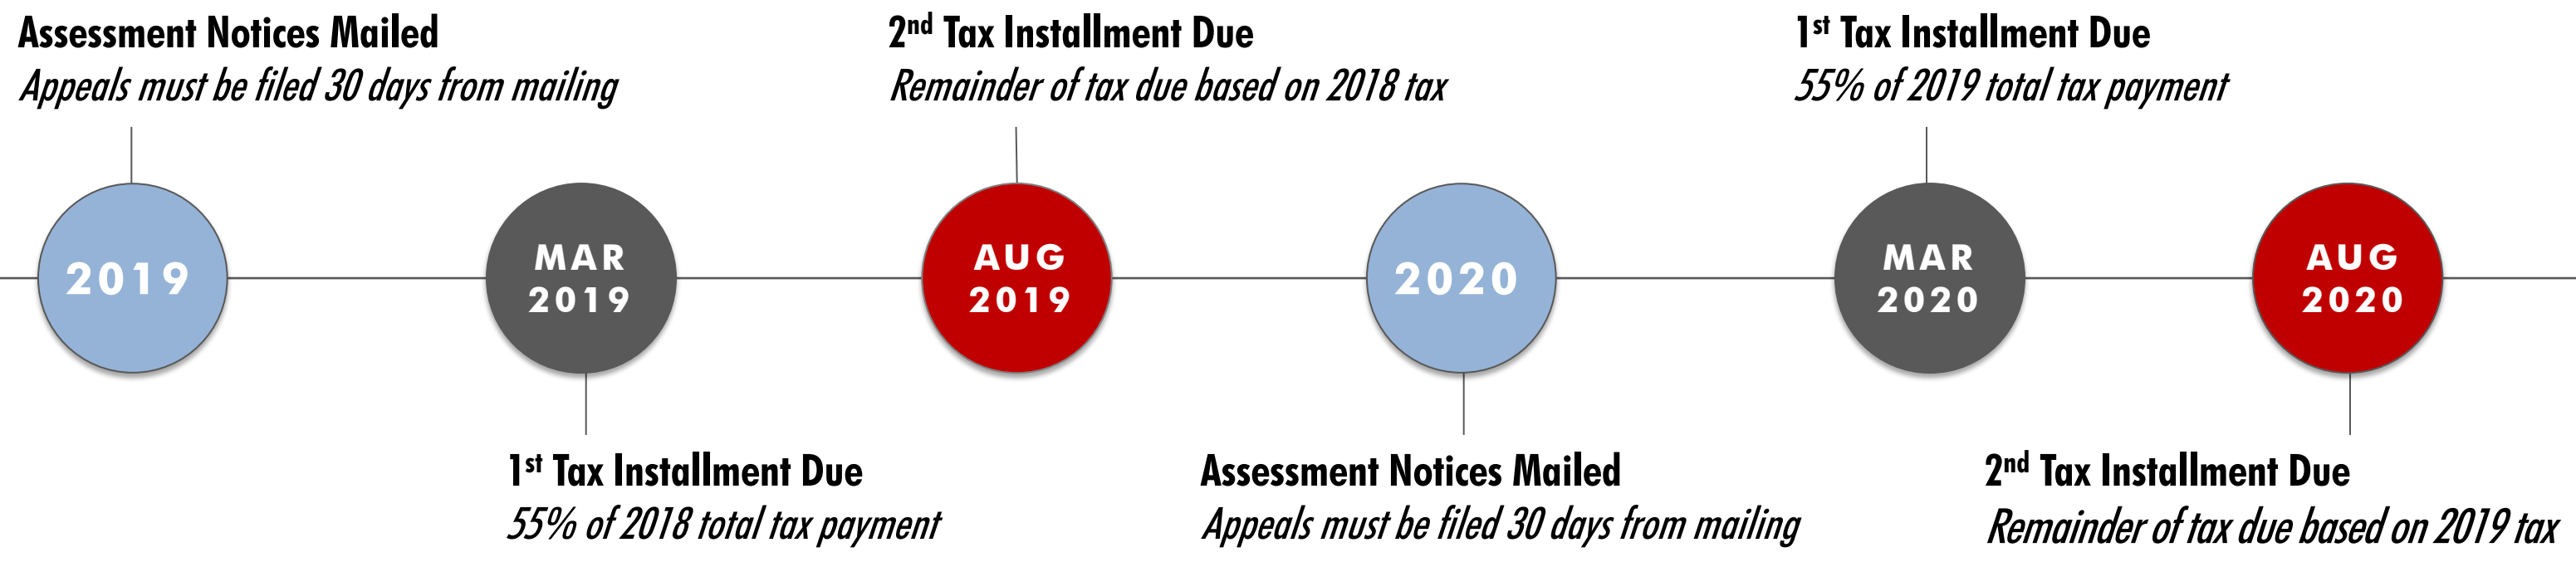 Assessment Notices Mailed
Appeals must be filed 30 days from mailing
2nd Tax Installment Due
Remainder of tax due based on 2018 tax
1st Tax Installment Due
55% of 2019 total tax payment
2019
MAR
2019
AUG
2019
2020
MAR
2020
AUG
2020
1st Tax Installment Due
55% of 2018 total tax payment
Assessment Notices Mailed
Appeals must be filed 30 days from mailing
2nd Tax Installment Due
Remainder of tax due based on 2019 tax